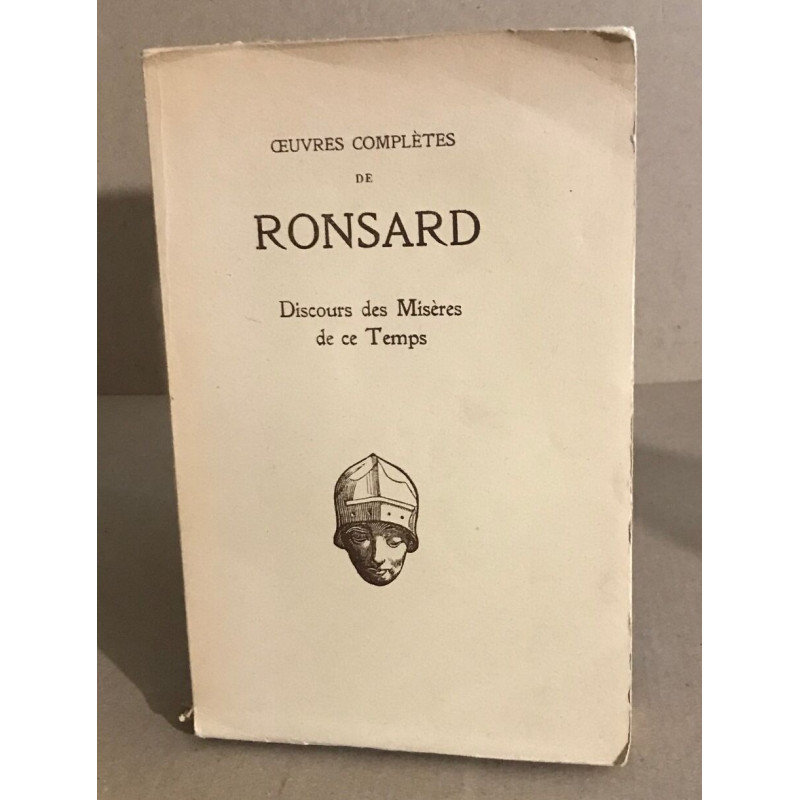 ŒUVRES COMPLÈTES
DE
RONSARD
Discours des Misères
de ce Temps